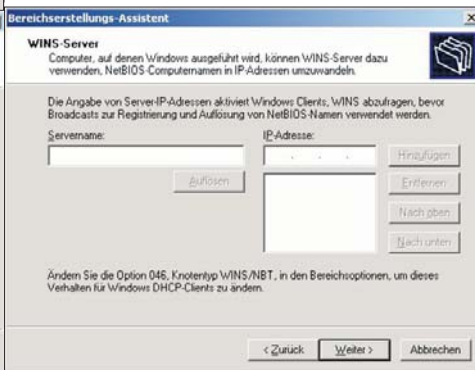 Bereicherstellungs-Assistent
WINS-Server
Computer, auf denen Windows ausgeführt wird, können WINS-Server dazu
verwenden, NetBIOS-Computernamen in IP-Adressen umzuwandeln.
Die Angabe von Server-IP-Adressen aktiviert Windows Clients, WINS abzufragen, bevor
Broadcasts zur Registrierung und Auflösung von NetBIOS-Namen verwendet werden.
Servername: IP-Adresse:
Hinzufügen
Auflösen Entfernen
Nach oben
Nach unten
Ändern Sie die Option 046, Knotentyp WINS/NBT, in den Bereichsoptionen, um dieses
Verhalten für Windows DHCP-Clients zu ändern.
< Zurück Weiter > Abbrechen